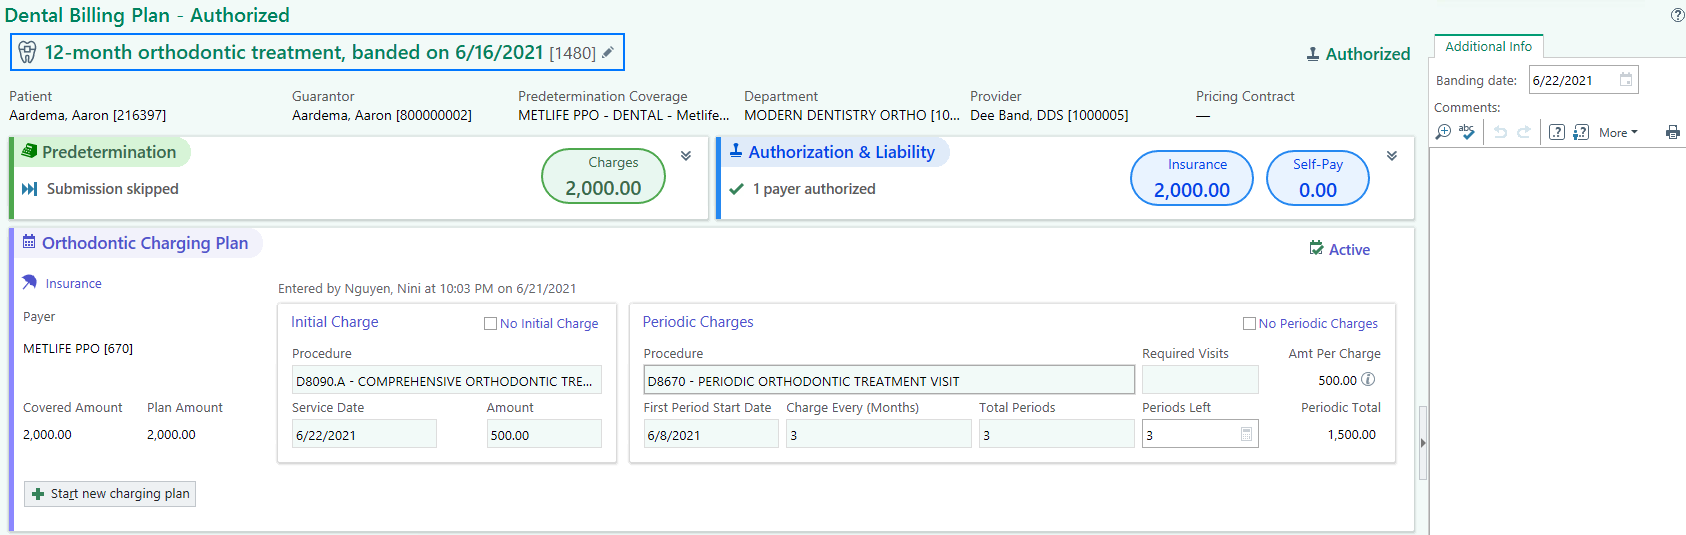 Dental Billing Plan - Authorized
12-month orthodontic treatment, banded on 6/16/2021 [1480]
Authorized
Patient
Aardema, Aaron [216397]
Guarantor
Aardema, Aaron [800000002]
Predetermination Coverage
METLIFE PPO - DENTAL - Metlife...
Department
MODERN DENTISTRY ORTHO [10...
Provider
Dee Band, DDS [1000005]
Pricing Contract
—
Predetermination
Submission skipped
Charges
2,000.00
Authorization & Liability
1 payer authorized
Insurance
2,000.00
Self-Pay
0.00
Orthodontic Charging Plan
Active
Insurance
Payer
METLIFE PPO [670]
Covered Amount
2,000.00
Plan Amount
2,000.00
Start new charging plan
Entered by Nguyen, Nini at 10:03 PM on 6/21/2021
Initial Charge
No Initial Charge
Procedure
D8090.A - COMPREHENSIVE ORTHODONTIC TRE...
Service Date
6/22/2021
Amount
500.00
Periodic Charges
No Periodic Charges
Procedure
D8670 - PERIODIC ORTHODONTIC TREATMENT VISIT
Required Visits
Amt Per Charge
500.00
First Period Start Date
6/8/2021
Charge Every (Months)
3
Total Periods
3
Periods Left
3
Periodic Total
1,500.00
Additional Info
Banding date: 6/22/2021
Comments:
abc
More